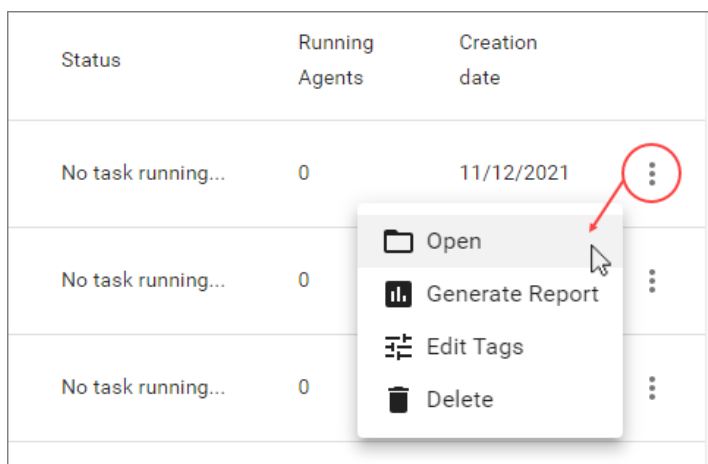 Status
Running
Agents
Creation
date
No task running...
0
11/12/2021
Open
No task running...
0
Generate Report
Edit Tags
No task running...
0
Delete